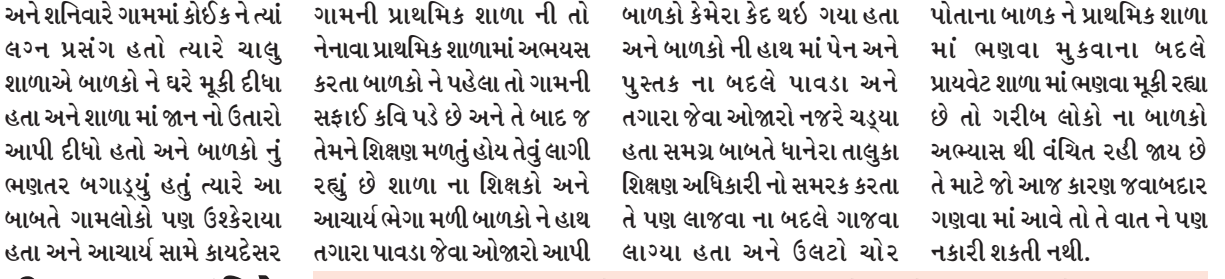 અને શનિવારે ગામમાં કોઈક ને ત્યાં
લગ્ન પ્રસંગ હતો ત્યારે ચાલુ
શાળાએ બાળકો ને ઘરે મૂકી દીધા
હતા અને શાળા માં જાન નો ઉતારો
આપી દીધો હતો અને બાળકો નું
ભણતર બગાડ્યું હતું ત્યારે આ
બાબતે ગામલોકો પણ ઉશ્કેરાયા
હતા અને આચાર્ય સામે કાયદેસર
ગામની પ્રાથમિક શાળા ની તો
નેનાવા પ્રાથમિક શાળામાં અભયસ
કરતા બાળકો ને પહેલા તો ગામની
સફાઈ કવિ પડે છે અને તે બાદ જ
તેમને શિક્ષણ મળતું હોય તેવું લાગી
રહ્યું છે શાળા ના શિક્ષકો અને
આચાર્ય ભેગા મળી બાળકો ને હાથ
તગારા પાવડા જેવા ઓજારો આપી
બાળકો કેમેરા કેદ થઇ ગયા હતા
અને બાળકો ની હાથ માં પેન અને
પુસ્તક ના બદલે પાવડા અને
તગારા જેવા ઓજારો નજરે ચડ્યા
હતા સમગ્ર બાબતે ધાનેરા તાલુકા
શિક્ષણ અધિકારી નો સમરક કરતા
તે પણ લાજવા ના બદલે ગાજવા
લાગ્યા હતા અને ઉલટો ચોર
પોતાના બાળક ને પ્રાથમિક શાળા
માં ભણવા મુકવાના બદલે
પ્રાયવેટ શાળા માં ભણવા મૂકી રહ્યા
છે તો ગરીબ લોકો ના બાળકો
અભ્યાસ થી વંચિત રહી જાય છે
તે માટે જો આજ કારણ જવાબદાર
ગણવા માં આવે તો તે વાત ને પણ
નકારી શકતી નથી.